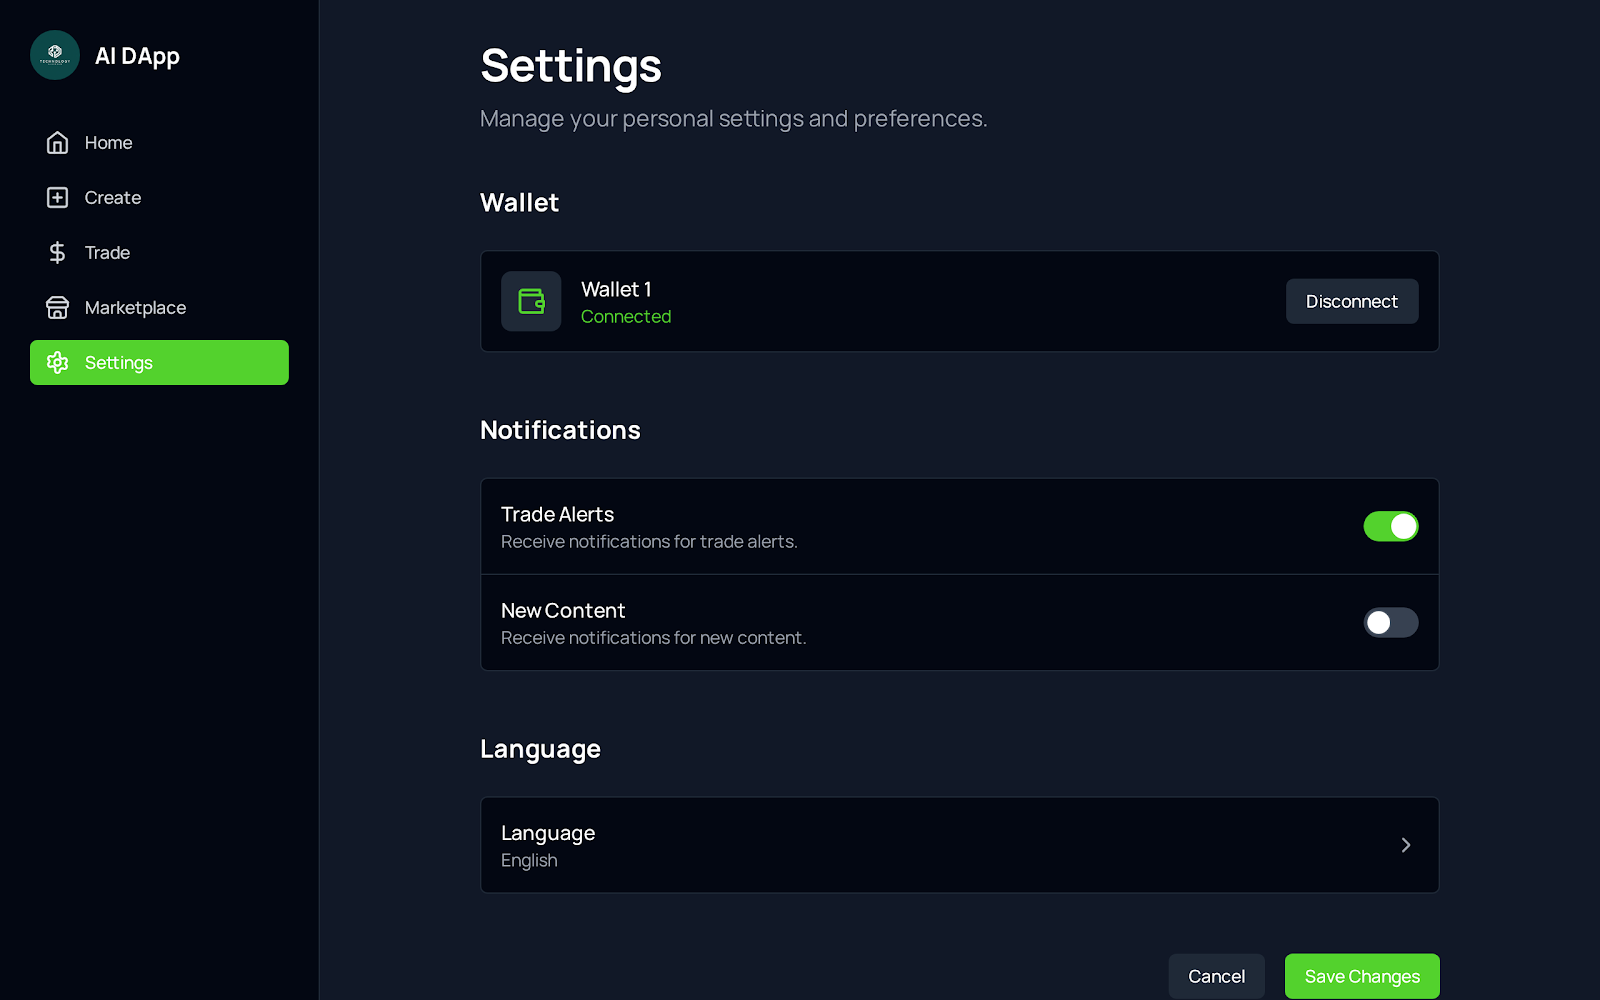 TECHNOLOGY
AI DApp
Home
Create
Trade
Marketplace
Settings
Settings
Manage your personal settings and preferences.
Wallet
Wallet 1
Connected
Disconnect
Notifications
Trade Alerts
Receive notifications for trade alerts.
New Content
Receive notifications for new content.
Language
Language
English
Cancel
Save Changes